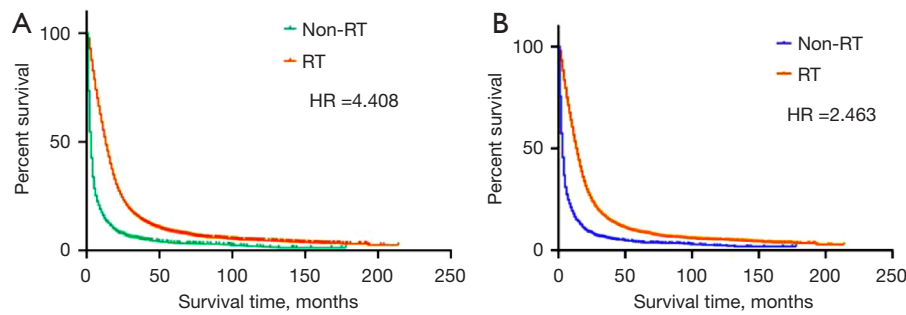 A
100
50
0
Percent survival
Non-RT
RT
HR =4.408
0 50 100 150 200 250
Survival time, months
B
100
50
0
Percent survival
Non-RT
RT
HR =2.463
0 50 100 150 200 250
Survival time, months